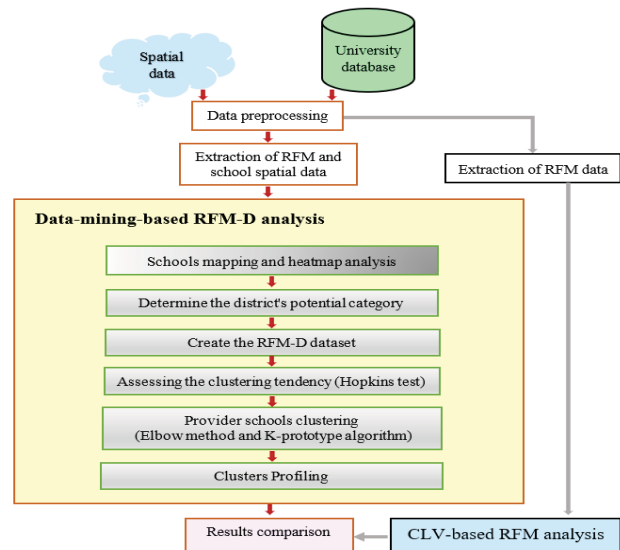 Spatial
data
University
database
Data preprocessing
Extraction of RFM and
school spatial data
Extraction of RFM data
Data-mining-based RFM-D analysis
Schools mapping and heatmap analysis
Determine the district's potential category
Create the RFM-D dataset
Assessing the clustering tendency (Hopkins test)
Provider schools clustering
(Elbow method and K-prototype algorithm)
Clusters Profiling
Results comparison
CLV-based RFM analysis